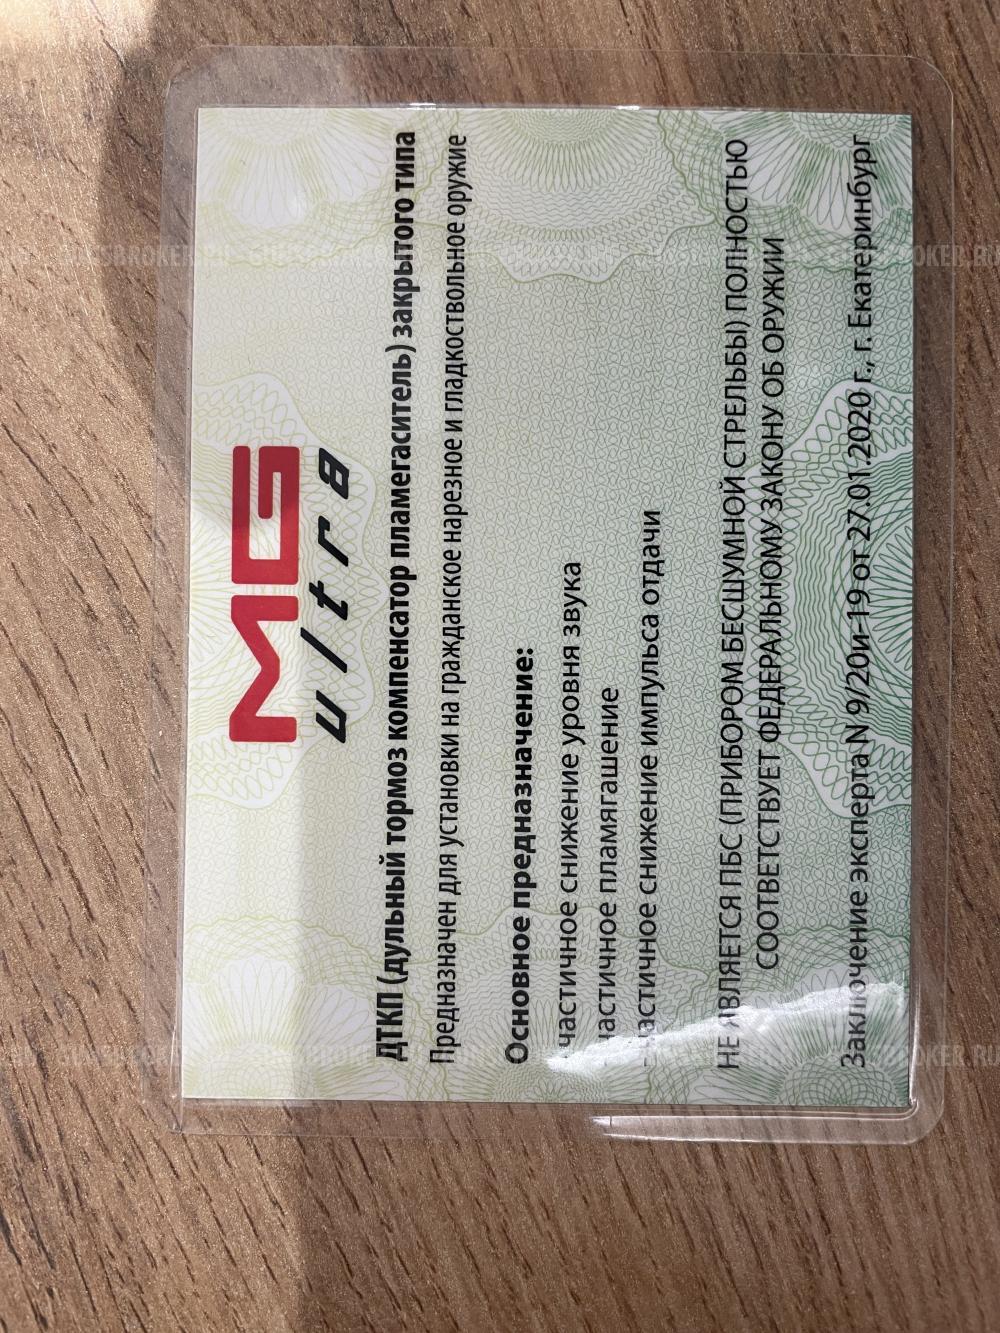 MG
ultra
ДТКП (дульный тормоз компенсатор пламегаситель) закрытого типа
Предназначен для установки на гражданское нарезное и гладкоствольное оружие
Основное предназначение:
частичное снижение уровня звука
частичное пламягашение
частичное снижение импульса отдачи
НЕ ЯВЛЯЕТСЯ ПБС (ПРИБОРОМ БЕСШУМНОЙ СТРЕЛЬБЫ) ПОЛНОСТЬЮ
СООТВЕТСТВУЕТ ФЕДЕРАЛЬНОМУ ЗАКОНУ ОБ ОРУЖИИ
Заключение эксперта N 9/20и-19 от 27.01.2020 г., г. Екатеринбург